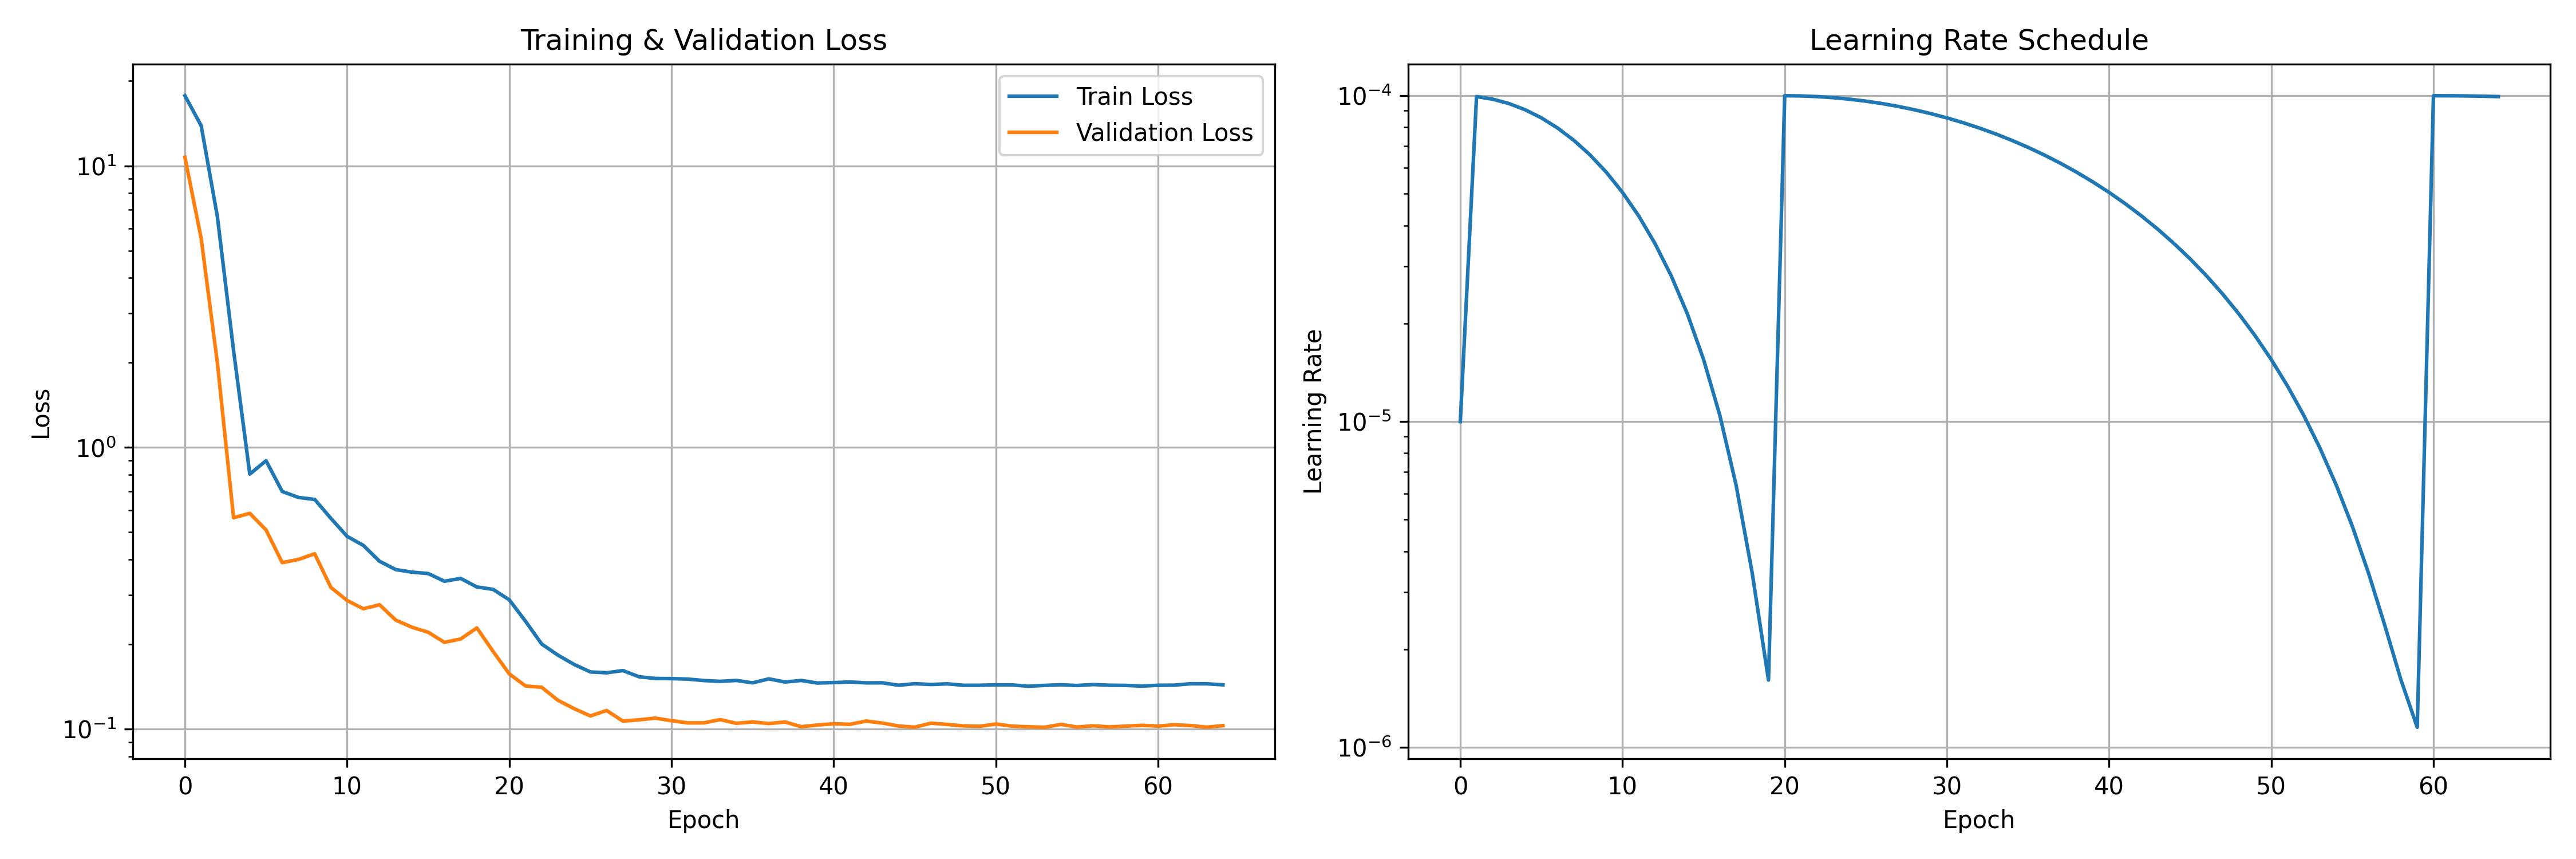 Training & Validation Loss
Train Loss
Validation Loss
10¹
10⁰
10⁻¹
Loss
0 10 20 30 40 50 60
Epoch
Learning Rate Schedule
10⁻⁴
10⁻⁵
10⁻⁶
Learning Rate
0 10 20 30 40 50 60
Epoch